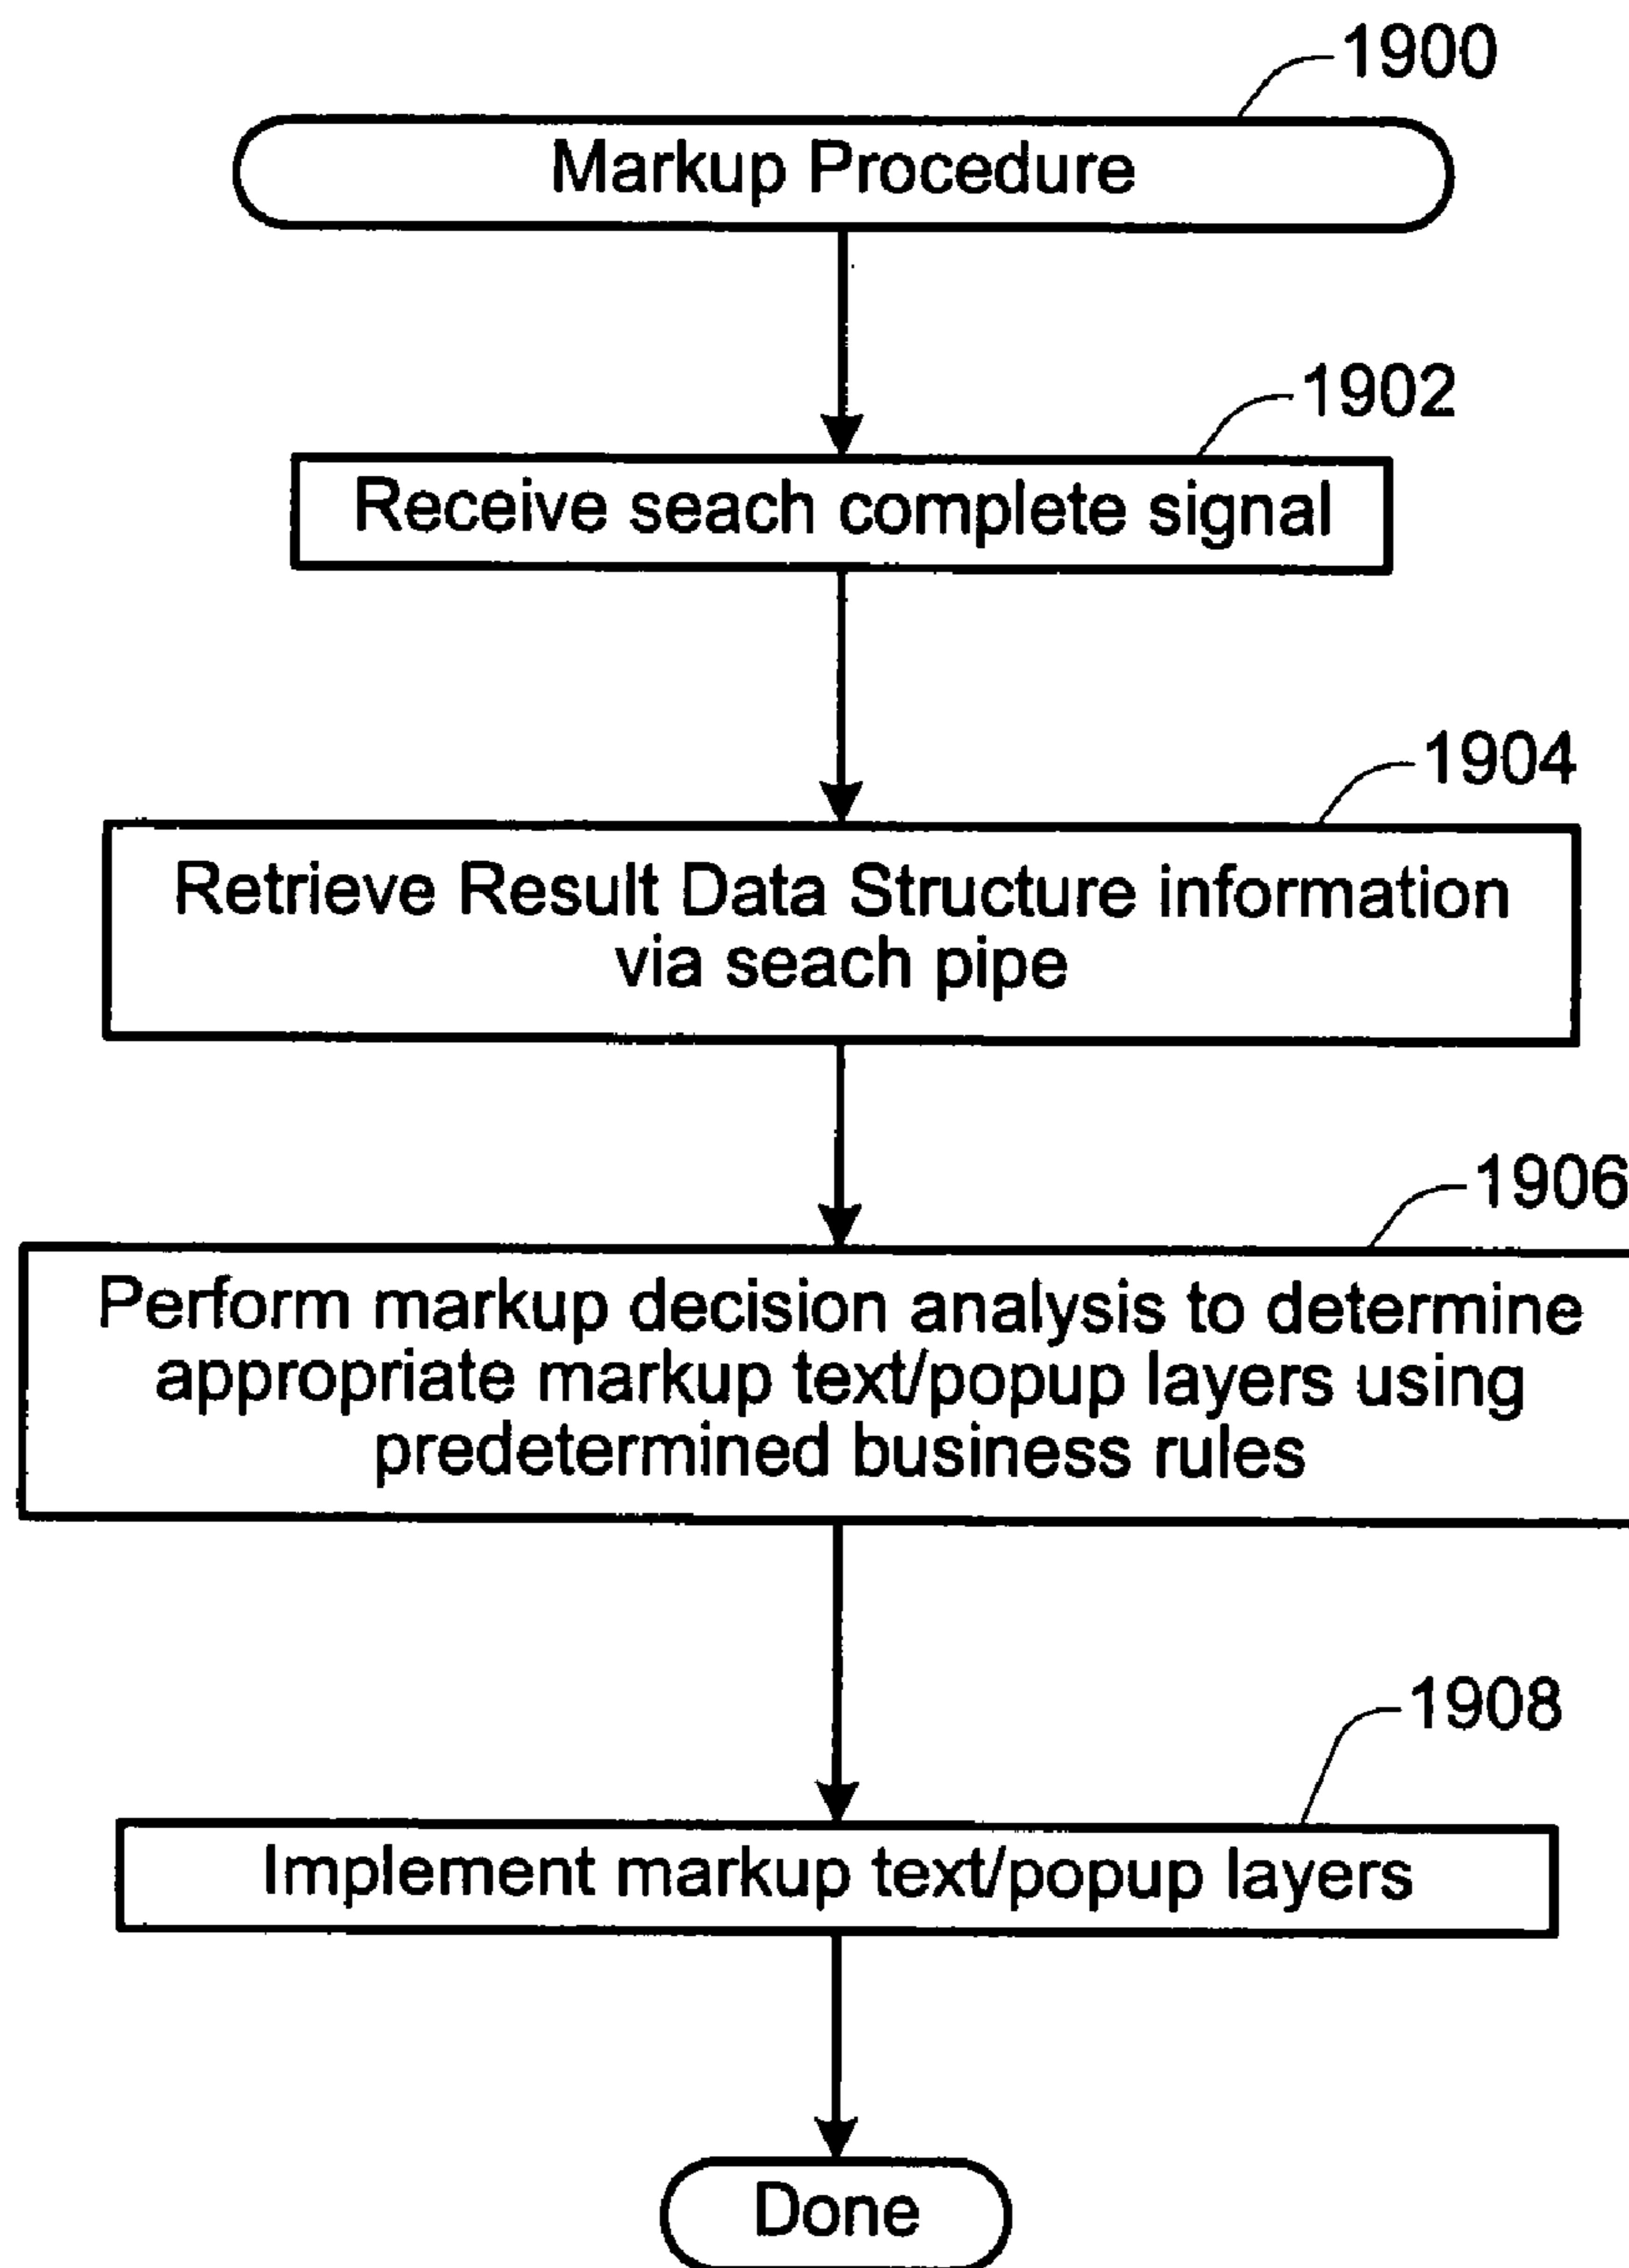 1900
Markup Procedure
1902
Receive seach complete signal
1904
Retrieve Result Data Structure information
via seach pipe
1906
Perform markup decision analysis to determine
appropriate markup text/popup layers using
predetermined business rules
1908
Implement markup text/popup layers
Done